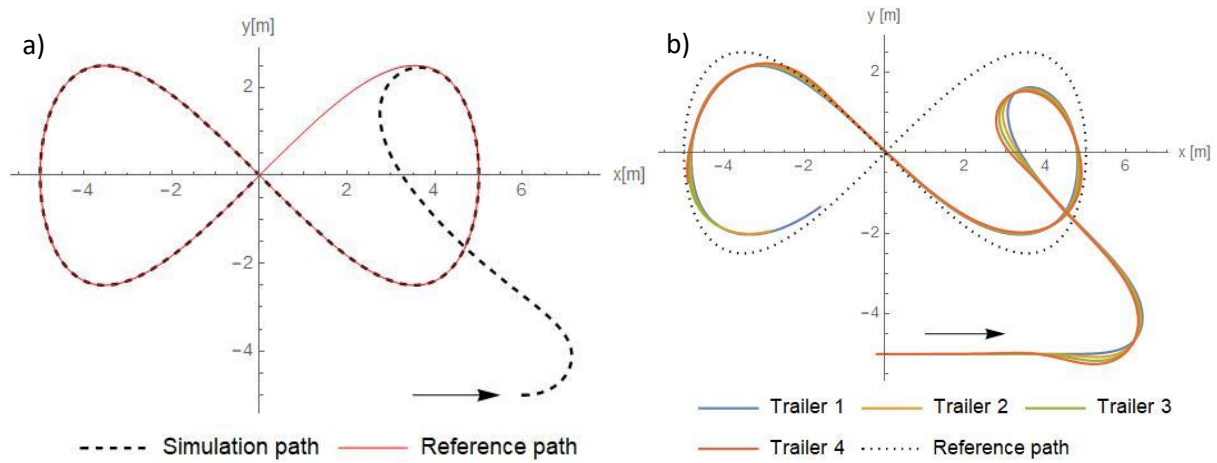 a)
y[m]
2
−4
−2
2
4
6
x[m]
−2
−4
Simulation path
Reference path
b)
y [m]
2
−4
−2
2
4
6
x [m]
−2
−4
Trailer 1
Trailer 2
Trailer 3
Trailer 4
Reference path